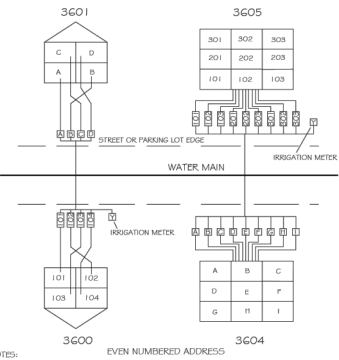 3601
3605
C D
A B
301 302 303
201 202 203
101 102 103
A B C D
STREET OR PARKING LOT EDGE
IRRIGATION METER
WATER MAIN
IRRIGATION METER
A B C D E F G H I
101 102
103 104
A B C
D E F
G H I
3600
3604
EVEN NUMBERED ADDRESS